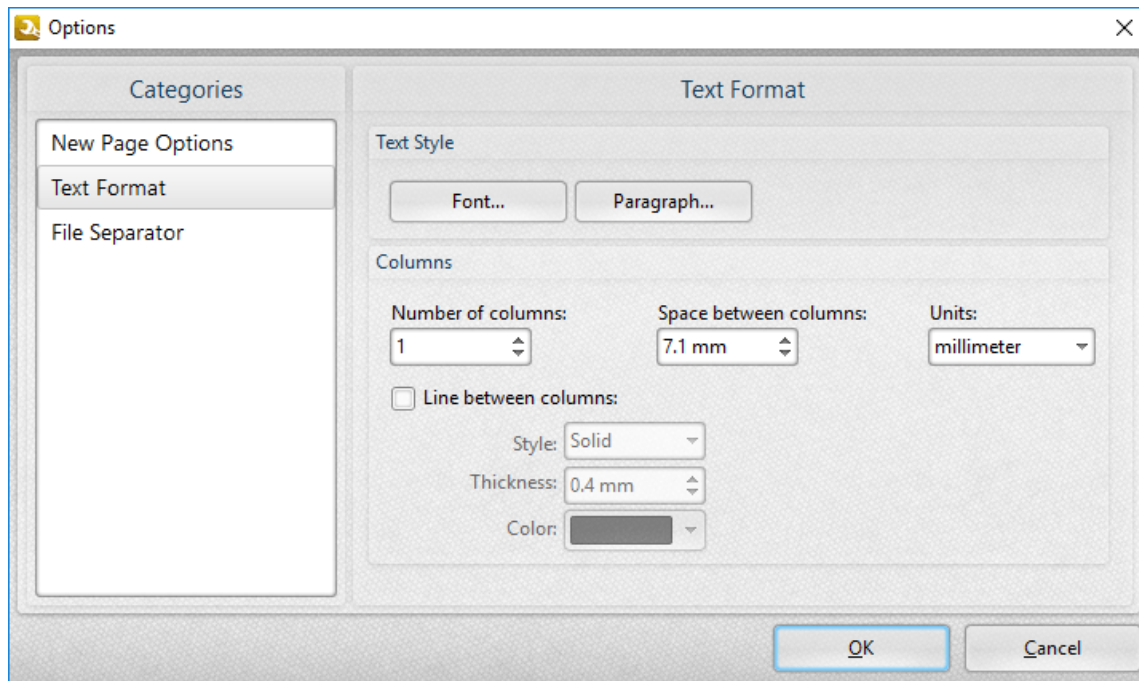 Options
Categories
New Page Options
Text Format
File Separator
Text Format
Text Style
Font...
Paragraph...
Columns
Number of columns:
1
Space between columns:
7.1 mm
Units:
millimeter
Line between columns:
Style:
Solid
Thickness:
0.4 mm
Color:
OK
Cancel